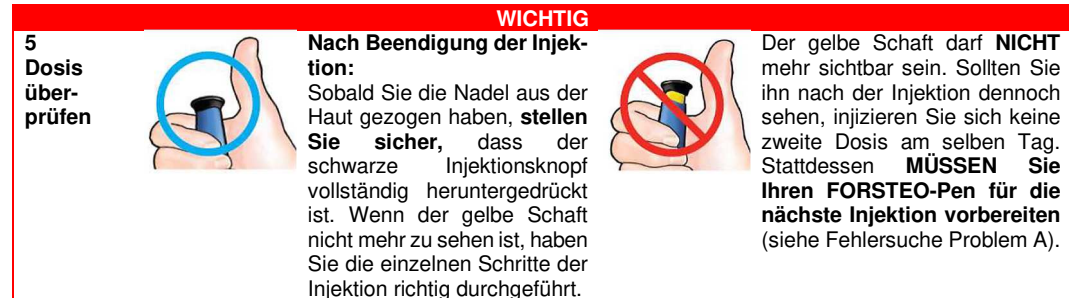 WICHTIG
5
Dosis
über-
prüfen
Nach Beendigung der Injek-
tion:
Sobald Sie die Nadel aus der
Haut gezogen haben, stellen
Sie sicher, dass der
schwarze Injektionsknopf
vollständig heruntergedrückt
ist. Wenn der gelbe Schaft
nicht mehr zu sehen ist, haben
Sie die einzelnen Schritte der
Injektion richtig durchgeführt.
Der gelbe Schaft darf NICHT
mehr sichtbar sein. Sollten Sie
ihn nach der Injektion dennoch
sehen, injizieren Sie sich keine
zweite Dosis am selben Tag.
Stattdessen MÜSSEN Sie
Ihren FORSTEO-Pen für die
nächste Injektion vorbereiten
(siehe Fehlersuche Problem A).